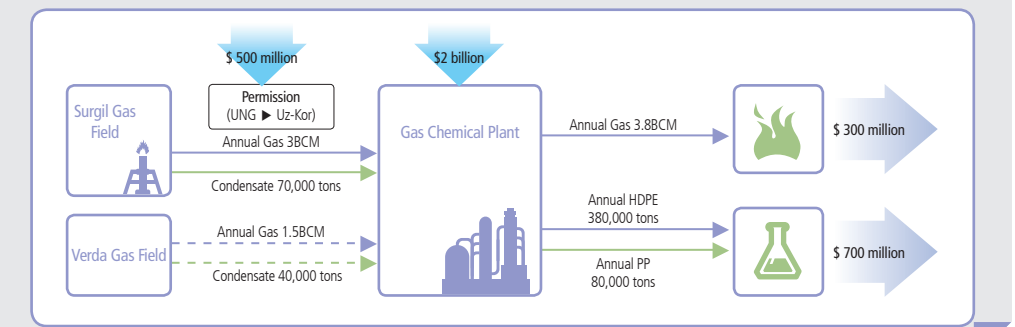 $ 500 million
$2 billion
Permission
(UNG ▶ Uz-Kor)
Surgil Gas
Field
Annual Gas 3BCM
Condensate 70,000 tons
Verda Gas Field
Annual Gas 1.5BCM
Condensate 40,000 tons
Gas Chemical Plant
Annual Gas 3.8BCM
$ 300 million
Annual HDPE
380,000 tons
Annual PP
80,000 tons
$ 700 million